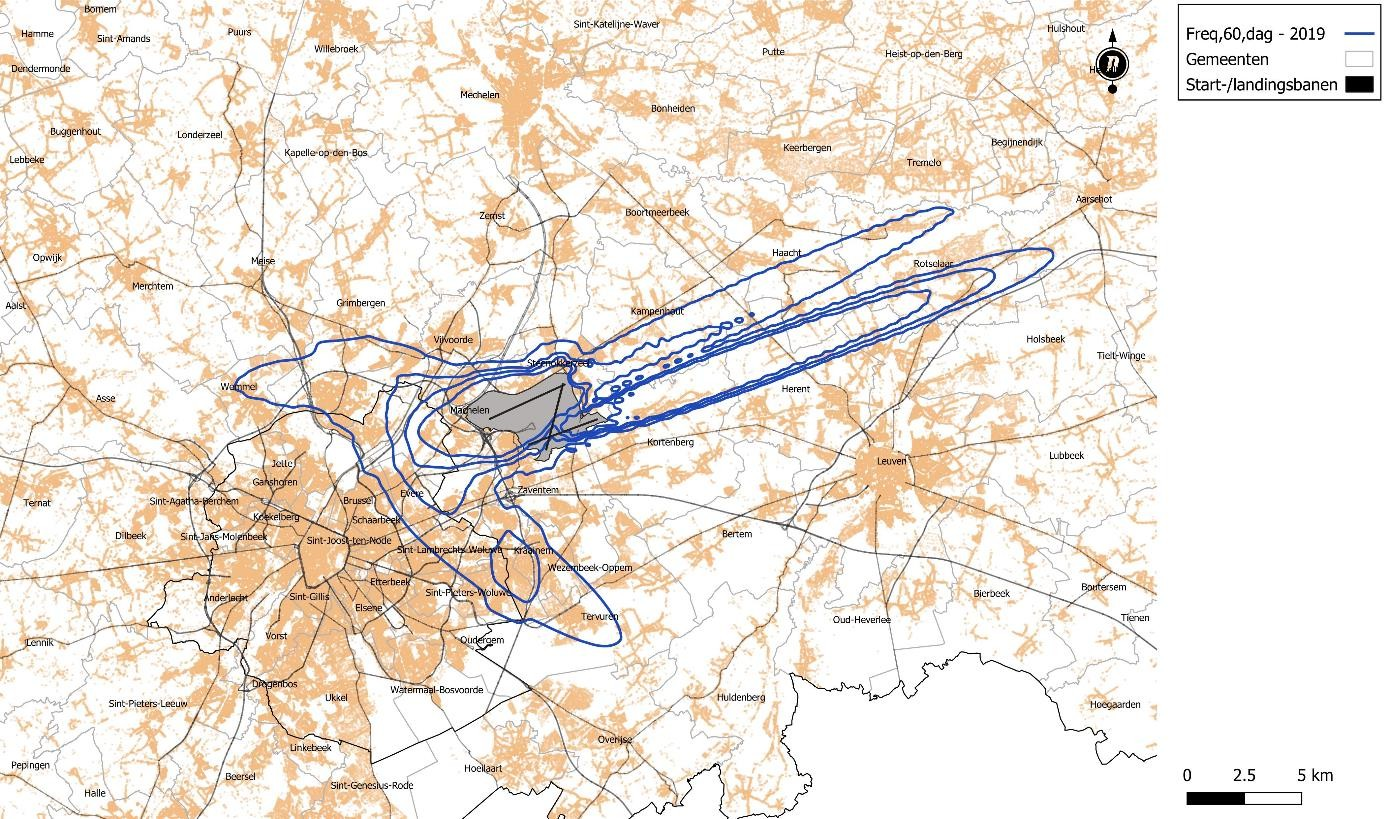 Freq,60,dag - 2019
Gemeenten
Start-/landingsbanen
Bornem
Hamme
Sint-Amands
Puurs
Willebroek
Sint-Katelijne-Waver
Hulshout
Putte
Heist-op-den-Berg
Dendermonde
Mechelen
Bonheiden
Buggenhout
Londerzeel
Kapelle-op-den-Bos
Keerbergen
Begijnendijk
Lebbeke
Tremelo
Aarschot
Zemst
Boortmeerbeek
Haacht
Opwijk
Meise
Rotselaar
Merchtem
Aalst
Grimbergen
Kampenhout
Vilvoorde
Holsbeek
Tielt-Winge
Steenokkerzeel
Wemmel
Herent
Asse
Machelen
Kortenberg
Leuven
Lubbeek
Jette
Ganshoren
Zaventem
Evere
Ternat
Sint-Agatha-Berchem
Brussel
Koekelberg
Schaarbeek
Dilbeek
Sint-Jans-Molenbeek
Sint-Joost-ten-Node
Bertem
Sint-Lambrechts-Woluwe
Kraainem
Wezembeek-Oppem
Etterbeek
Boutersem
Anderlecht
Sint-Gillis
Sint-Pieters-Woluwe
Bierbeek
Elsene
Tervuren
Oud-Heverlee
Tienen
Vorst
Oudergem
Lennik
Drogenbos
Ukkel
Watermaal-Bosvoorde
Huldenberg
Sint-Pieters-Leeuw
Hoegaarden
Linkebeek
Overijse
Pepingen
Beersel
Hoeilaart
Sint-Genesius-Rode
Halle
0 2.5 5 km